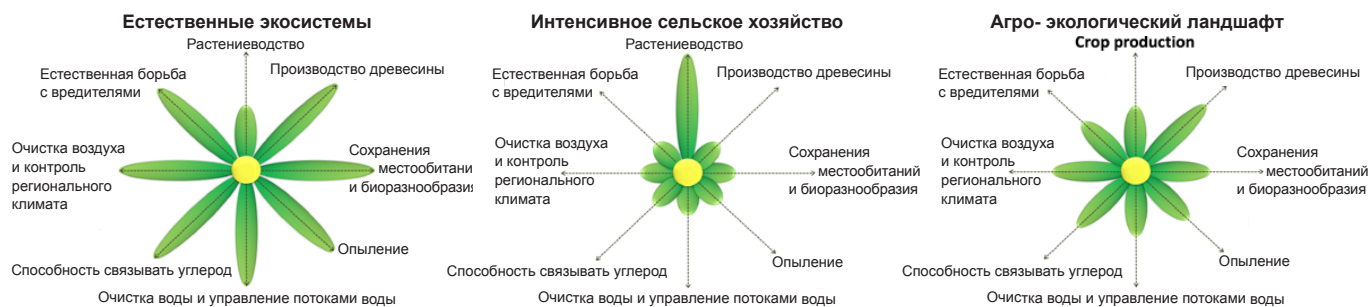 Естественные экосистемы
Растениеводство
Естественная борьба
с вредителями
Производство древесины
Очистка воздуха
и контроль
регионального
климата
Сохранения
местообитаний
и биоразнообразия
Опыление
Способность связывать углерод
Очистка воды и управление потоками воды
Интенсивное сельское хозяйство
Растениеводство
Естественная борьба
с вредителями
Производство древесины
Очистка воздуха
и контроль
регионального
климата
Сохранения
местообитаний
и биоразнообразия
Опыление
Способность связывать углерод
Очистка воды и управление потоками воды
Агро- экологический ландшафт
Crop production
Естественная борьба
с вредителями
Производство древесины
Очистка воздуха
и контроль
регионального
климата
Сохранения
местообитаний
и биоразнообразия
Опыление
Способность связывать углерод
Очистка воды и управление потоками воды